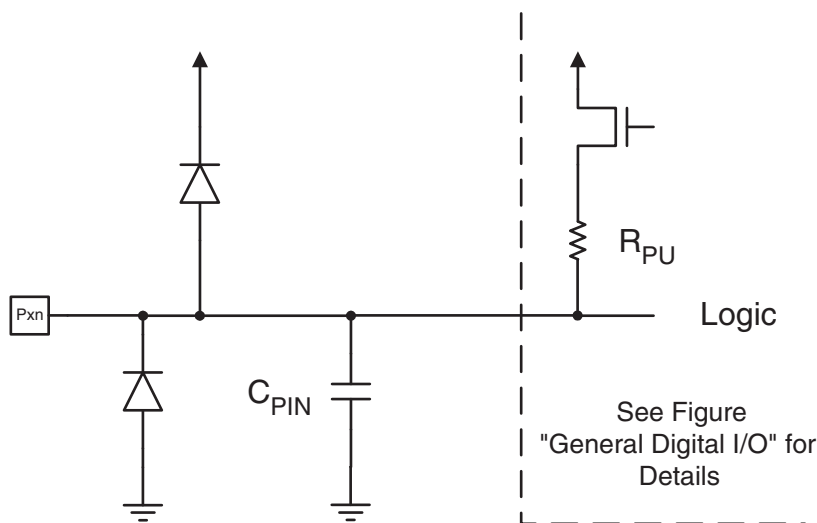 R_PU
Pxn
Logic
C_PIN
See Figure
"General Digital I/O" for
Details